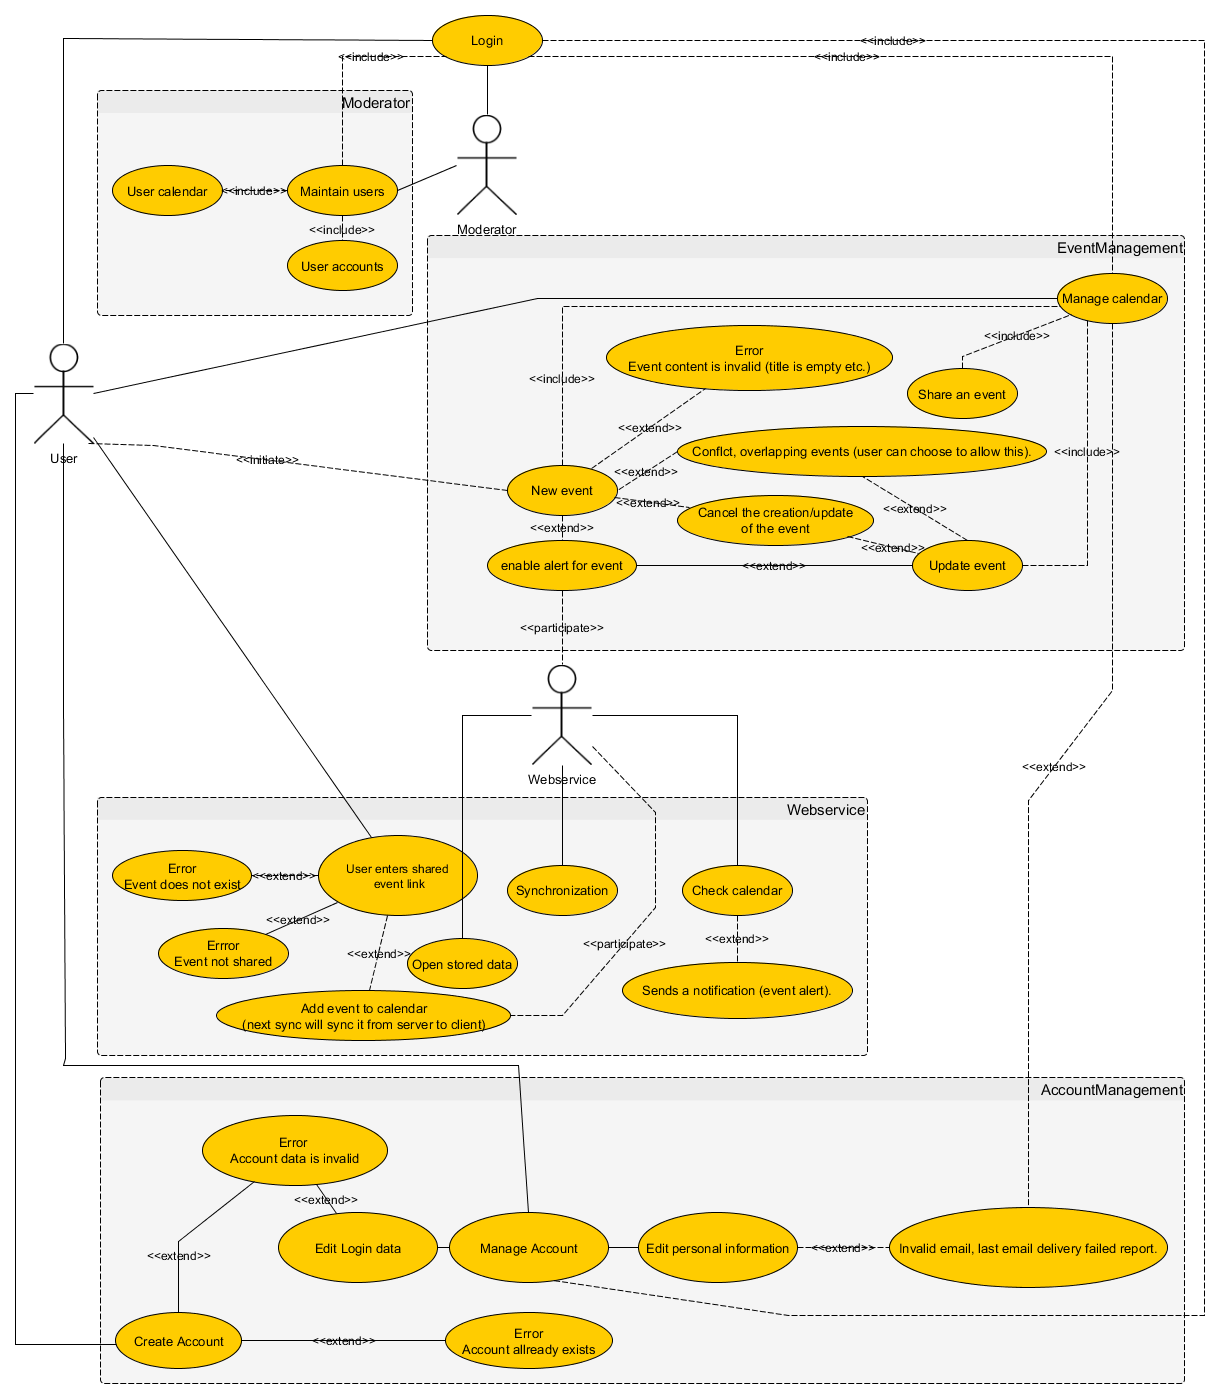 Login
<<include>>
<<include>>
<<include>>
Moderator
User calendar
<<include>>
Maintain users
<<include>>
User accounts
Moderator
EventManagement
Manage calendar
<<include>>
Error
Event content is invalid (title is empty etc.)
<<include>>
Share an event
<<extend>>
Conflct, overlapping events (user can choose to allow this).
<<include>>
User
<<initiate>>
<<extend>>
New event
<<extend>>
Cancel the creation/update
of the event
<<extend>>
<<extend>>
<<extend>>
enable alert for event
<<extend>>
Update event
<<participate>>
Webservice
<<extend>>
Webservice
Error
Event does not exist
<<extend>>
User enters shared
event link
Synchronization
Check calendar
<<extend>>
Errror
Event not shared
<<extend>>
Open stored data
<<participate>>
<<extend>>
Sends a notification (event alert).
Add event to calendar
(next sync will sync it from server to client)
AccountManagement
Error
Account data is invalid
<<extend>>
<<extend>>
Edit Login data
Manage Account
Edit personal information
<<extend>>
Invalid email, last email delivery failed report.
Create Account
<<extend>>
Error
Account allready exists